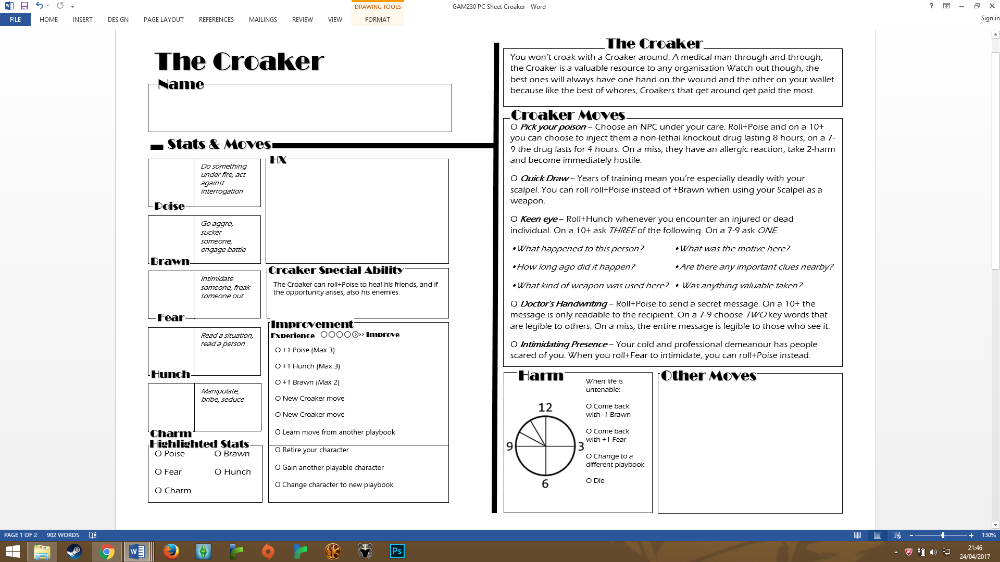 DRAWING TOOLS
GAM230 PC Sheet Croaker - Word
FILE HOME INSERT DESIGN PAGE LAYOUT REFERENCES MAILINGS REVIEW VIEW FORMAT
Sign in
The Croaker
Name
Stats & Moves
Do something
under fire, act
against
interrogation
Poise
Go aggro,
sucker
someone,
engage battle
Brawn
Intimidate
someone, freak
someone out
Fear
Read a situation,
read a person
Hunch
Manipulate,
bribe, seduce
Charm
Highlighted Stats
O Poise O Brawn
O Fear O Hunch
O Charm
HX
Croaker Special Ability
The Croaker can roll+Poise to heal his friends, and if
the opportunity arises, also his enemies.
Improvement
Experience Improve
O +1 Poise (Max 3)
O +1 Hunch (Max 3)
O +1 Brawn (Max 2)
O New Croaker move
O New Croaker move
O Learn move from another playbook
O Retire your character
O Gain another playable character
O Change character to new playbook
The Croaker
You won't croak with a Croaker around. A medical man through and through,
the Croaker is a valuable resource to any organisation Watch out though, the
best ones will always have one hand on the wound and the other on your wallet
because like the best of whores, Croakers that get around get paid the most.
Croaker Moves
O Pick your poison – Choose an NPC under your care. Roll+Poise and on a 10+
you can choose to inject them a non-lethal knockout drug lasting 8 hours, on a 7-
9 the drug lasts for 4 hours. On a miss, they have an allergic reaction, take 2-harm
and become immediately hostile.
O Quick Draw – Years of training mean you're especially deadly with your
scalpel. You can roll roll+Poise instead of +Brawn when using your Scalpel as a
weapon.
O Keen eye – Roll+Hunch whenever you encounter an injured or dead
individual. On a 10+ ask THREE of the following. On a 7-9 ask ONE.
• What happened to this person? • What was the motive here?
• How long ago did it happen? • Are there any important clues nearby?
• What kind of weapon was used here? • Was anything valuable taken?
O Doctor's Handwriting – Roll+Poise to send a secret message. On a 10+ the
message is only readable to the recipient. On a 7-9 choose TWO key words that
are legible to others. On a miss, the entire message is legible to those who see it.
O Intimidating Presence – Your cold and professional demeanour has people
scared of you. When you roll+Fear to intimidate, you can roll+Poise instead.
Harm
12
9 3
6
When life is
untenable:
O Come back
with -1 Brawn
O Come back
with +1 Fear
O Change to a
different playbook
O Die
Other Moves
PAGE 1 OF 2 902 WORDS 130%
Ps
21:46
24/04/2017